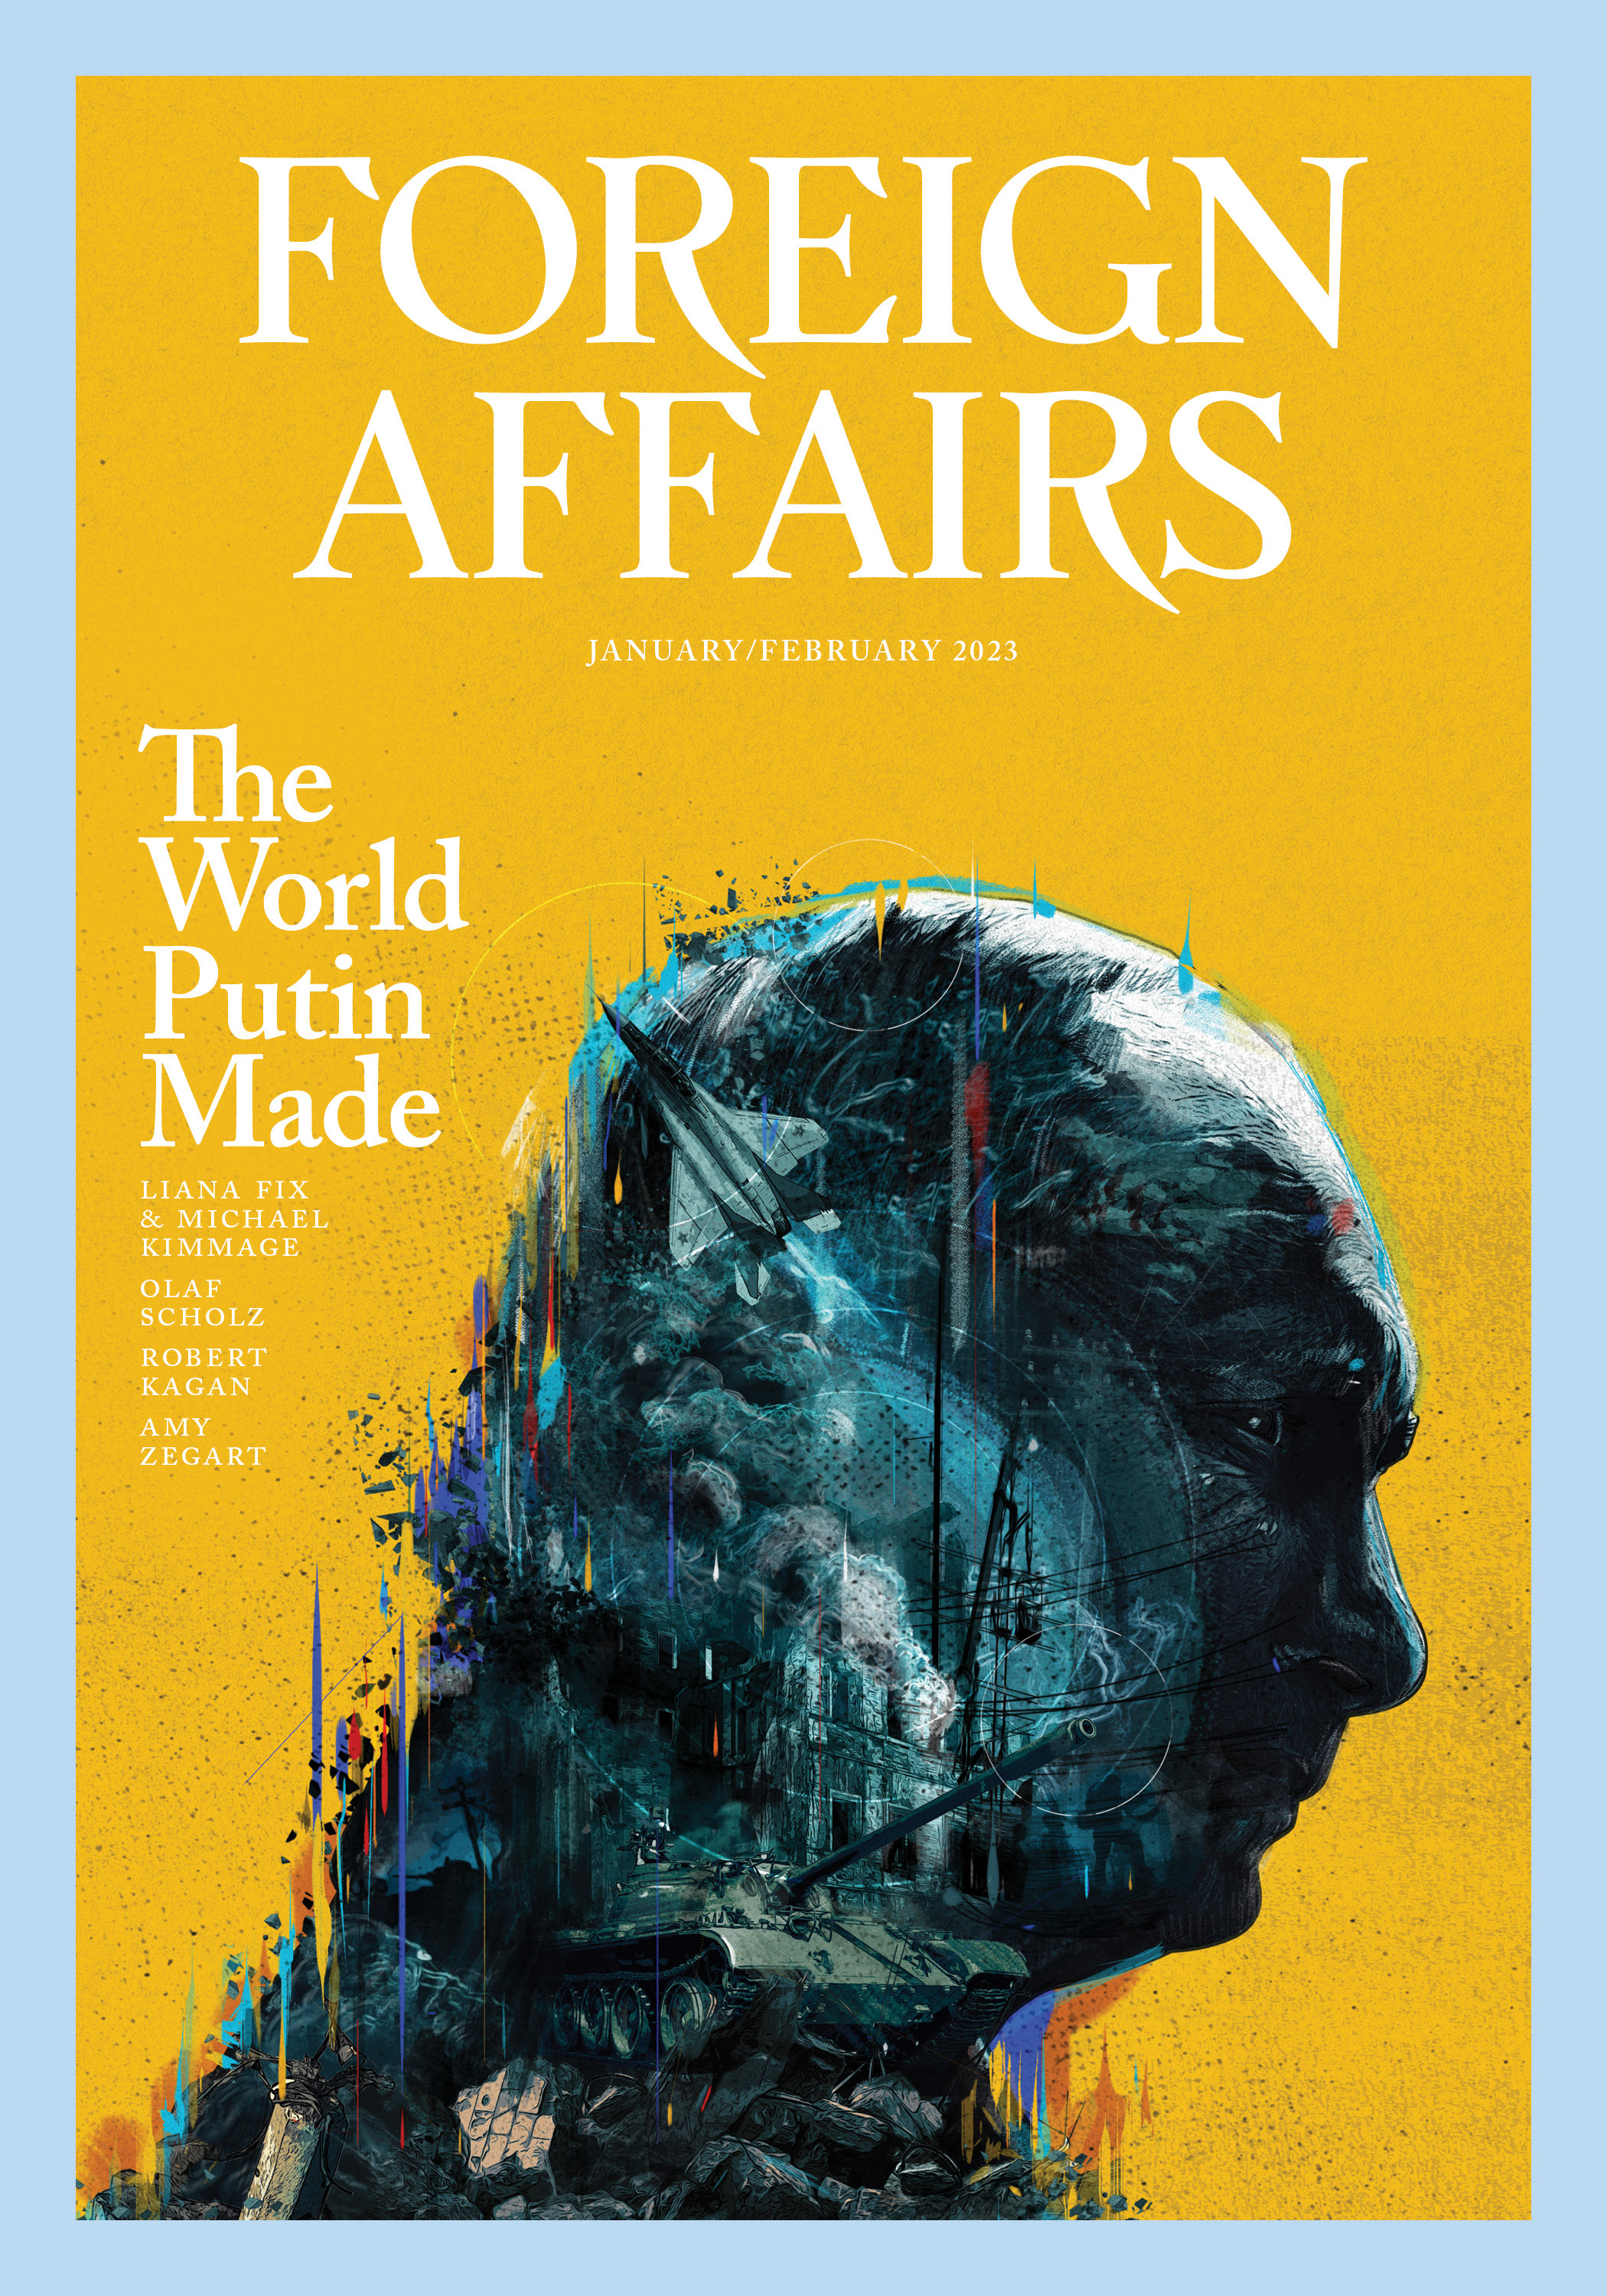 FOREIGN
AFFAIRS
JANUARY/FEBRUARY 2023
The
World
Putin
Made
LIANA FIX
& MICHAEL
KIMMAGE
OLAF
SCHOLZ
ROBERT
KAGAN
AMY
ZEGART